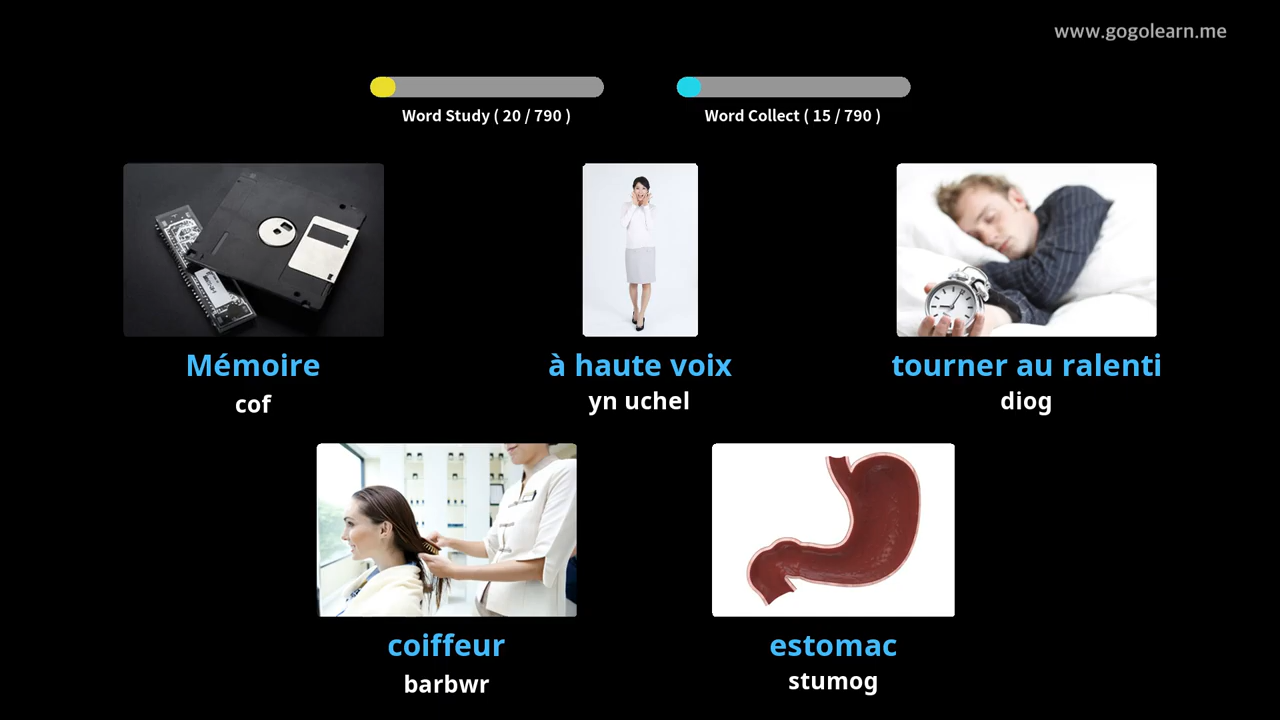 www.gogolearn.me
Word Study ( 20 / 790 )
Word Collect ( 15 / 790 )
Mémoire
cof
à haute voix
yn uchel
tourner au ralenti
diog
coiffeur
barbwr
estomac
stumog